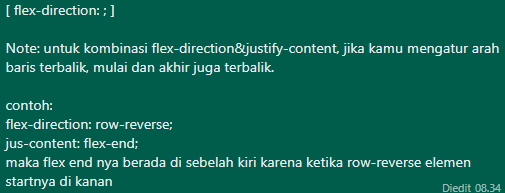 [ flex-direction: ; ]
Note: untuk kombinasi flex-direction&justify-content, jika kamu mengatur arah
baris terbalik, mulai dan akhir juga terbalik.
contoh:
flex-direction: row-reverse;
jus-content: flex-end;
maka flex end nya berada di sebelah kiri karena ketika row-reverse elemen
startnya di kanan
Diedit 08.34